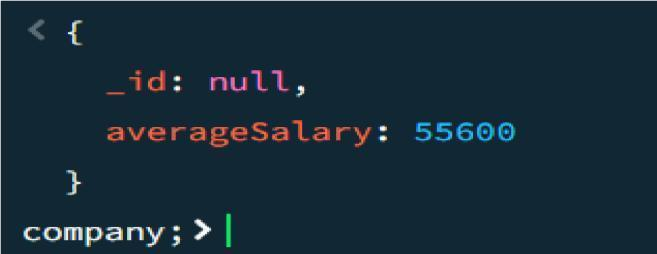 < {
_id: null,
averageSalary: 55600
}
company;>